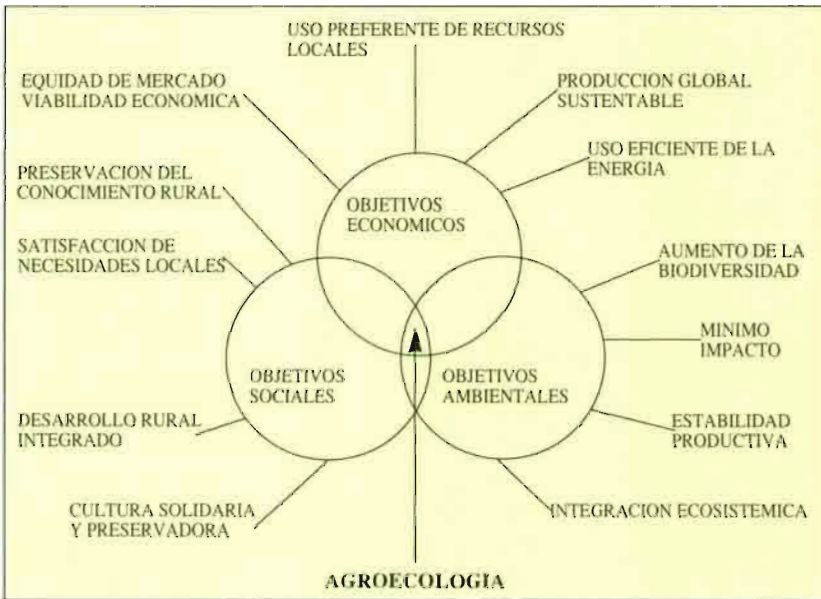 USO PREFERENTE DE RECURSOS
LOCALES
EQUIDAD DE MERCADO
VIABILIDAD ECONOMICA
PRODUCCION GLOBAL
SUSTENTABLE
USO EFICIENTE DE LA
ENERGIA
PRESERVACION DEL
CONOCIMIENTO RURAL
OBJETIVOS
ECONOMICOS
SATISFACCION DE
NECESIDADES LOCALES
AUMENTO DE LA
BIODIVERSIDAD
MINIMO
IMPACTO
OBJETIVOS
SOCIALES
OBJETIVOS
AMBIENTALES
DESARROLLO RURAL
INTEGRADO
ESTABILIDAD
PRODUCTIVA
CULTURA SOLIDARIA
Y PRESERVADORA
INTEGRACION ECOSISTEMICA
AGROECOLOGIA